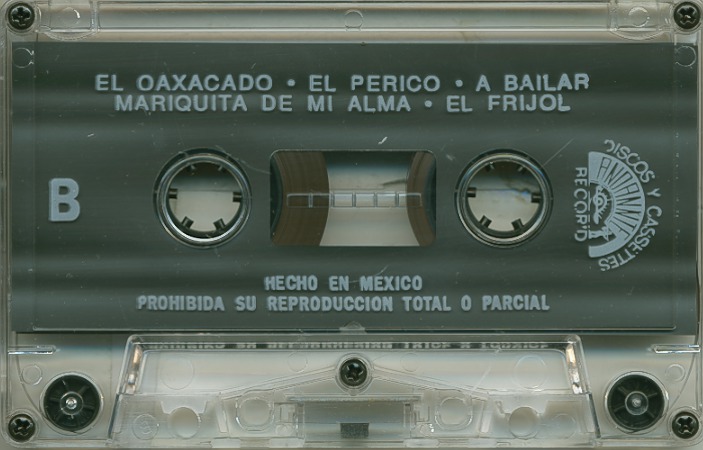 EL OAXACADO • EL PERICO • A BAILAR
MARIQUITA DE MI ALMA • EL FRIJOL
B
DISCOS Y CASSETTES
RECOR'D
HECHO EN MEXICO
PROHIBIDA SU REPRODUCCION TOTAL O PARCIAL